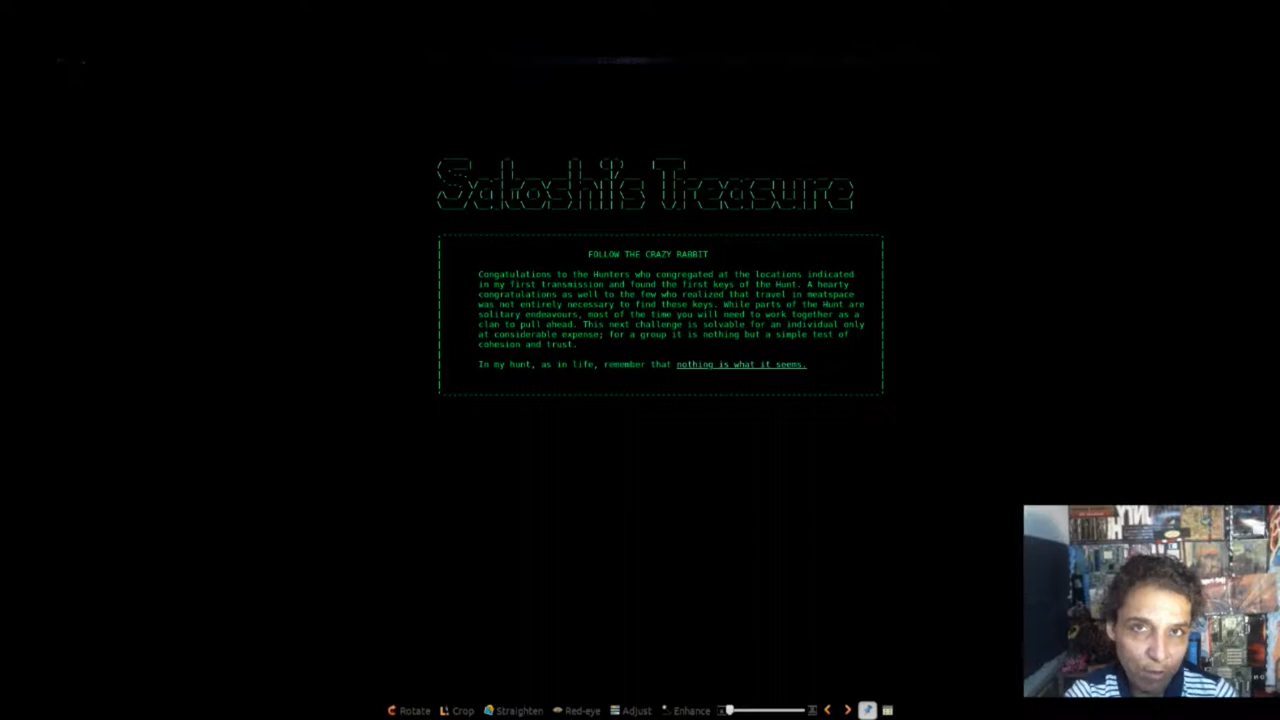 Satoshi's Treasure
FOLLOW THE CRAZY RABBIT
Congatulations to the Hunters who congregated at the locations indicated
in my first transmission and found the first keys of the Hunt. A hearty
congratulations as well to the few who realized that travel in meatspace
was not entirely necessary to find these keys. While parts of the Hunt are
solitary endeavours, most of the time you will need to work together as a
clan to pull ahead. This next challenge is solvable for an individual only
at considerable expense; for a group it is nothing but a simple test of
cohesion and trust.
In my hunt, as in life, remember that nothing is what it seems.
Rotate Crop Straighten Red-eye Adjust Enhance